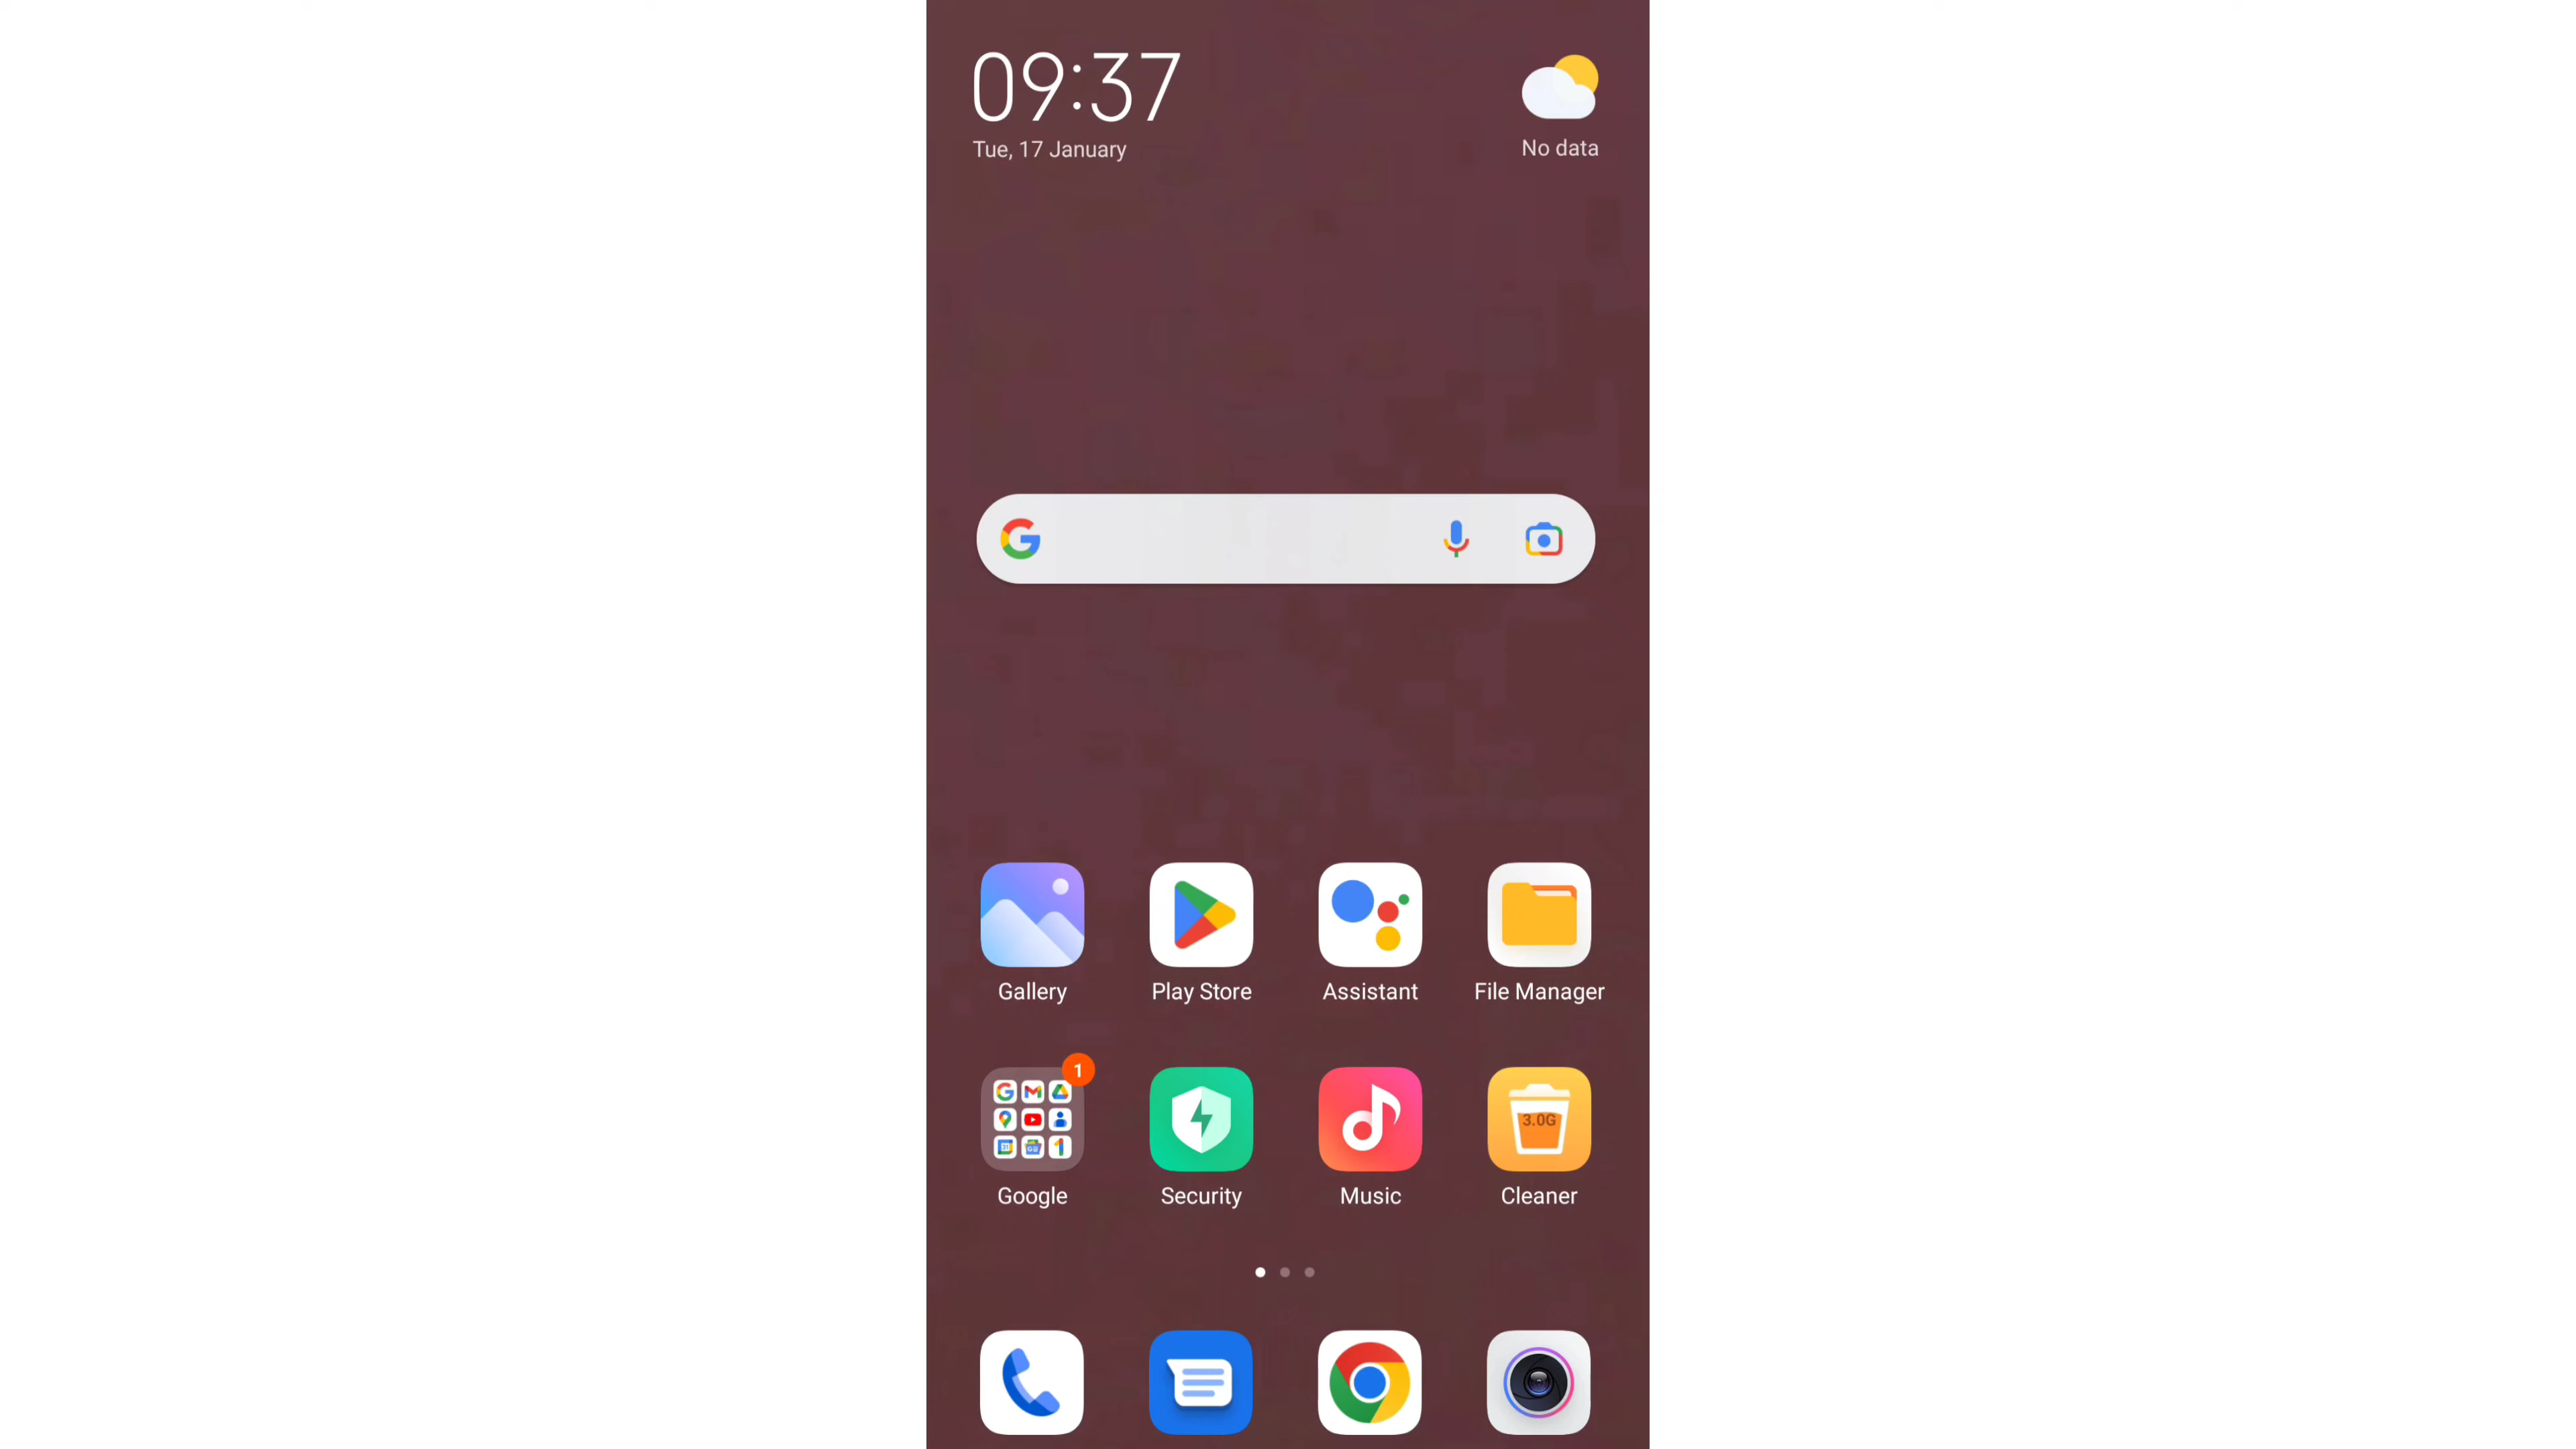 09:37
Tue, 17 January
No data
Gallery
Play Store
Assistant
File Manager
1
3.0G
Google
Security
Music
Cleaner